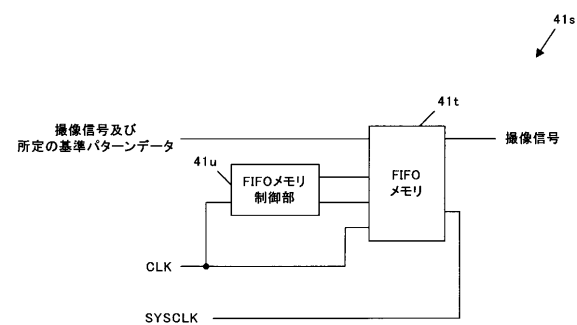 41s
41t
撮像信号及び
所定の基準パターンデータ
撮像信号
41u
FIFOメモリ
制御部
FIFO
メモリ
CLK
SYSCLK